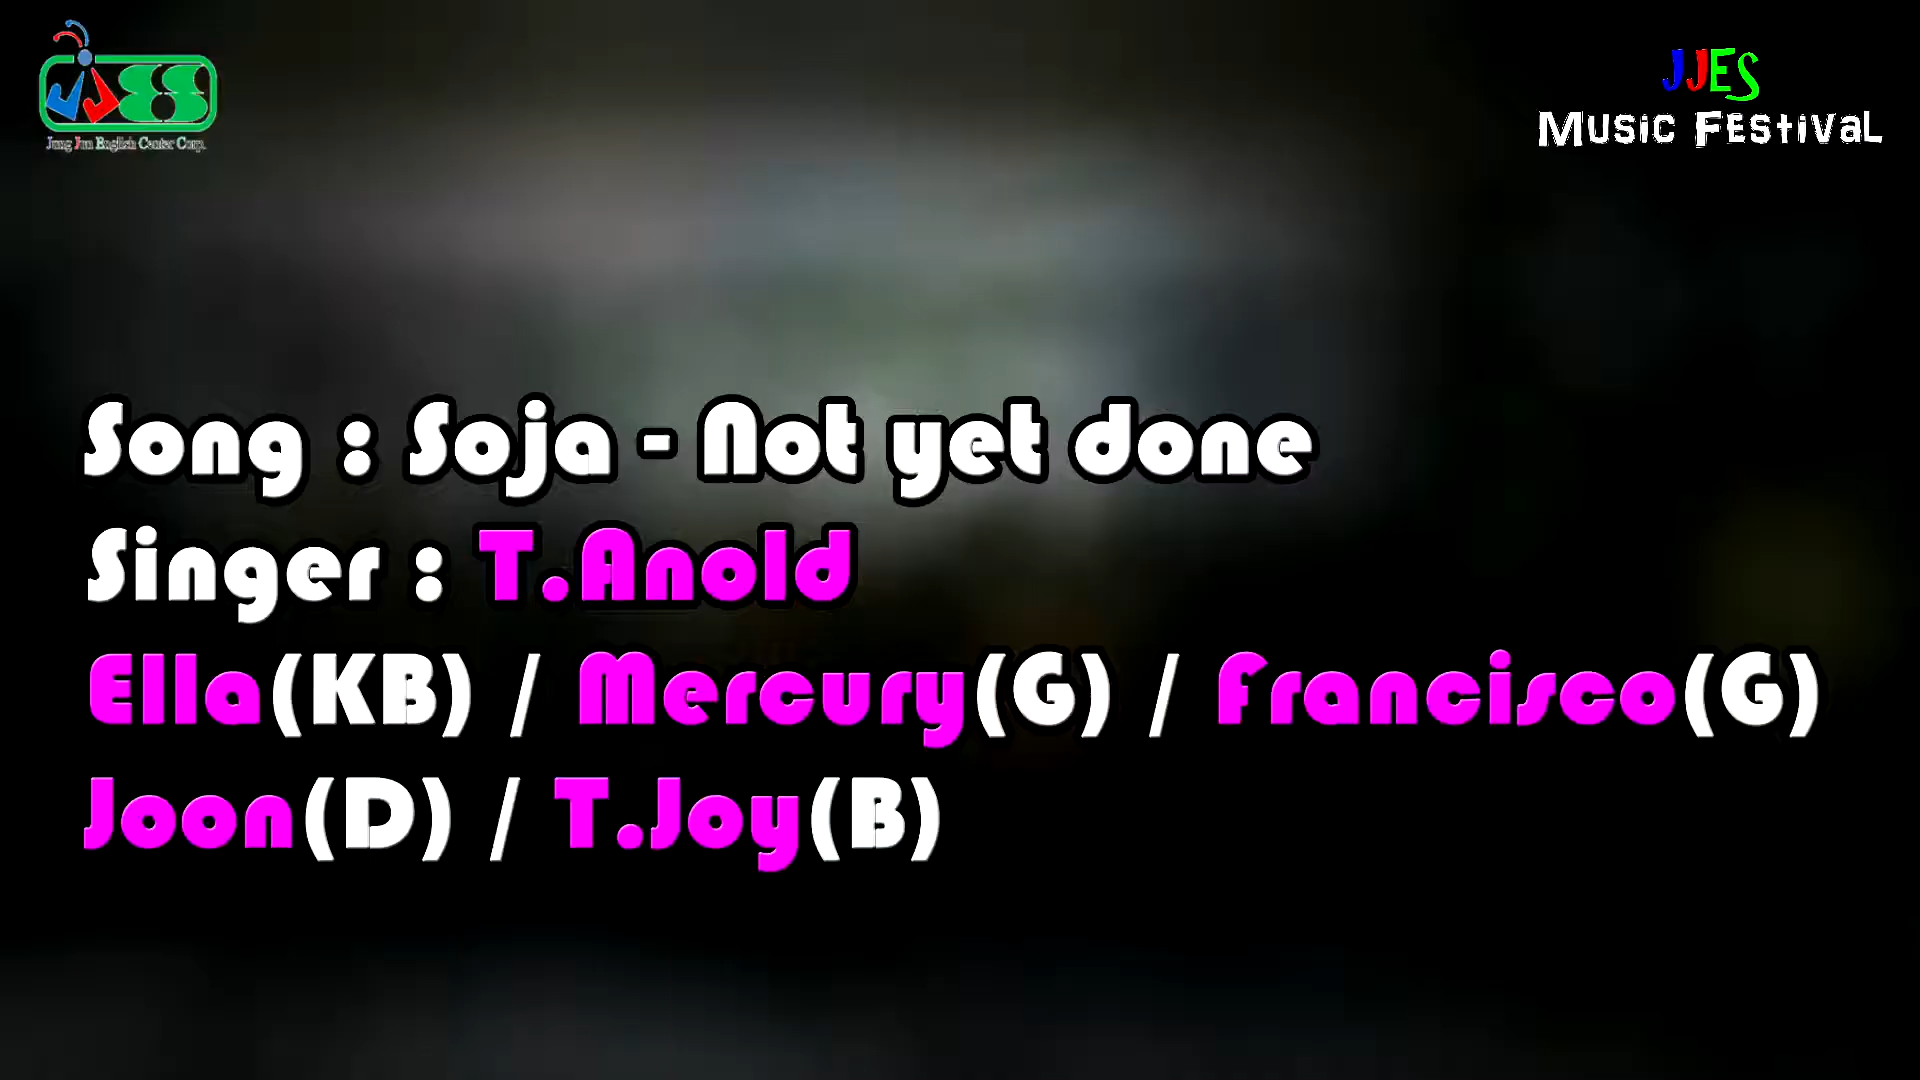 JJES
Jung Jun English Center Corp.
JJES
Music Festival
Song : Soja - Not yet done
Singer : T.Anold
Ella(KB) / Mercury(G) / Francisco(G)
Joon(D) / T.Joy(B)